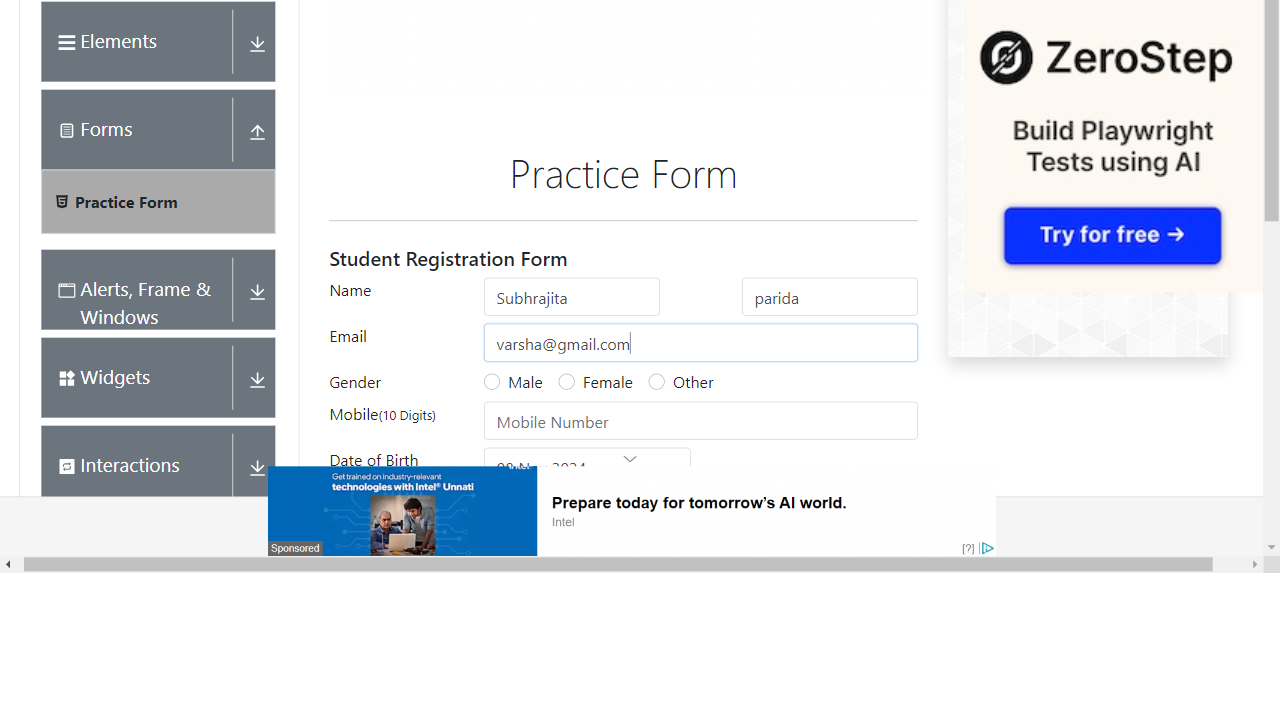 Elements
Forms
Practice Form
Alerts, Frame &
Windows
Widgets
Interactions
Practice Form
Student Registration Form
Name
Subhrajita
parida
Email
varsha@gmail.com
Gender
Male
Female
Other
Mobile(10 Digits)
Mobile Number
Date of Birth
08 Nov 2024
ZeroStep
Build Playwright
Tests using AI
Try for free →
Get trained on industry-relevant
technologies with Intel® Unnati
Sponsored
Prepare today for tomorrow's AI world.
Intel
[?]